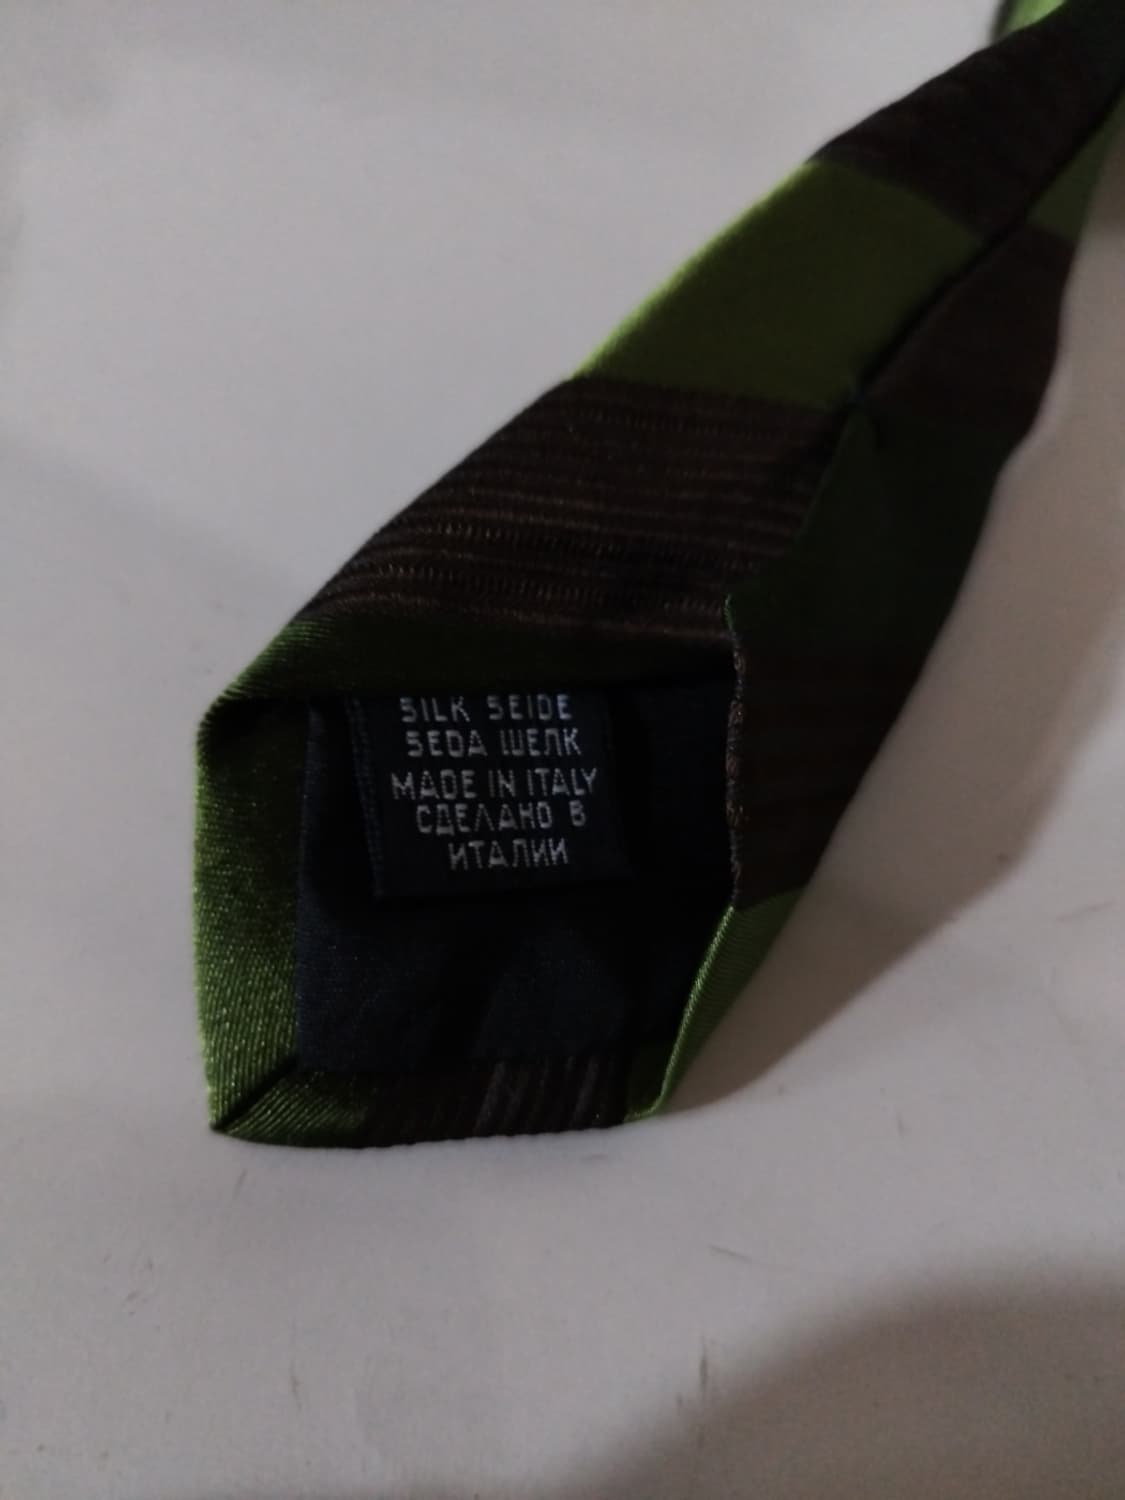 SILK SEIDE
SEDA ШЕЛК
MADE IN ITALY
СДЕЛАНО В
ИТАЛИИ